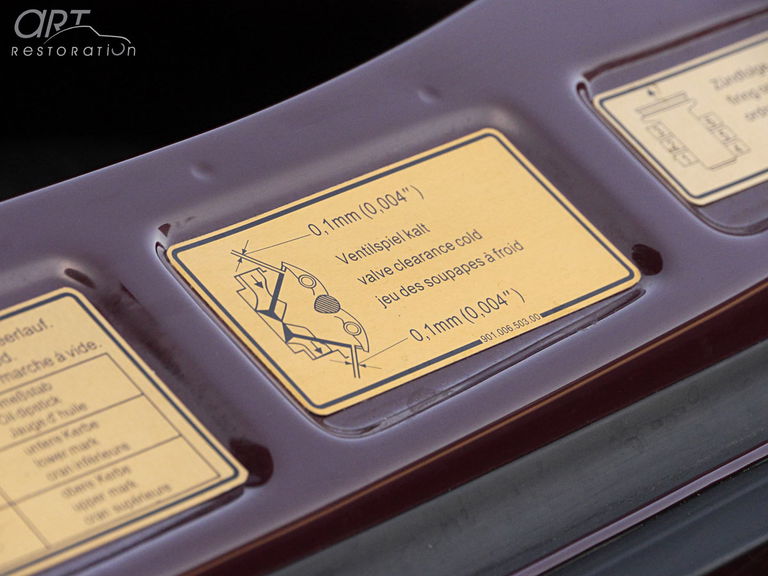 ART
RESTORATION
0,1mm (0,004")
Ventilspiel kalt
valve clearance cold
jeu des soupapes à froid
0,1mm (0,004")
901.006.503.00
Zündfolge
firing
marche à vide.
Oil dipstick
jauge d' huile
untere Kerbe
lower mark
cran inférieure
obere Kerbe
upper mark
cran supérieure